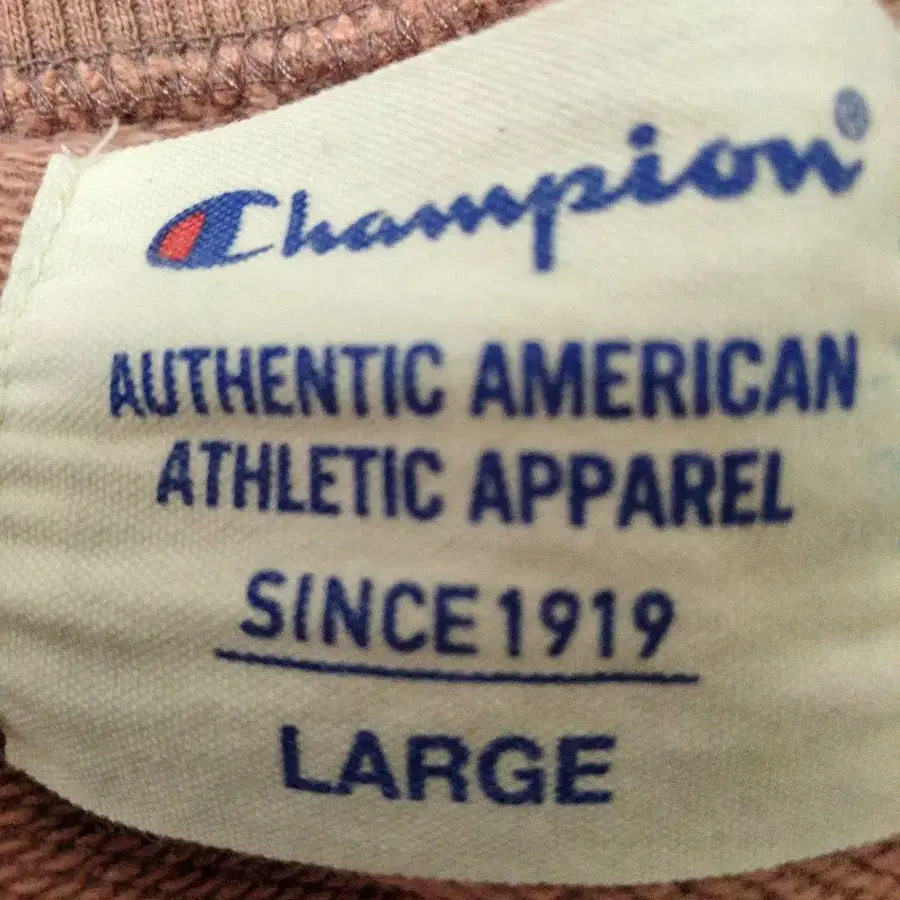 Champion®
AUTHENTIC AMERICAN
ATHLETIC APPAREL
SINCE 1919
LARGE